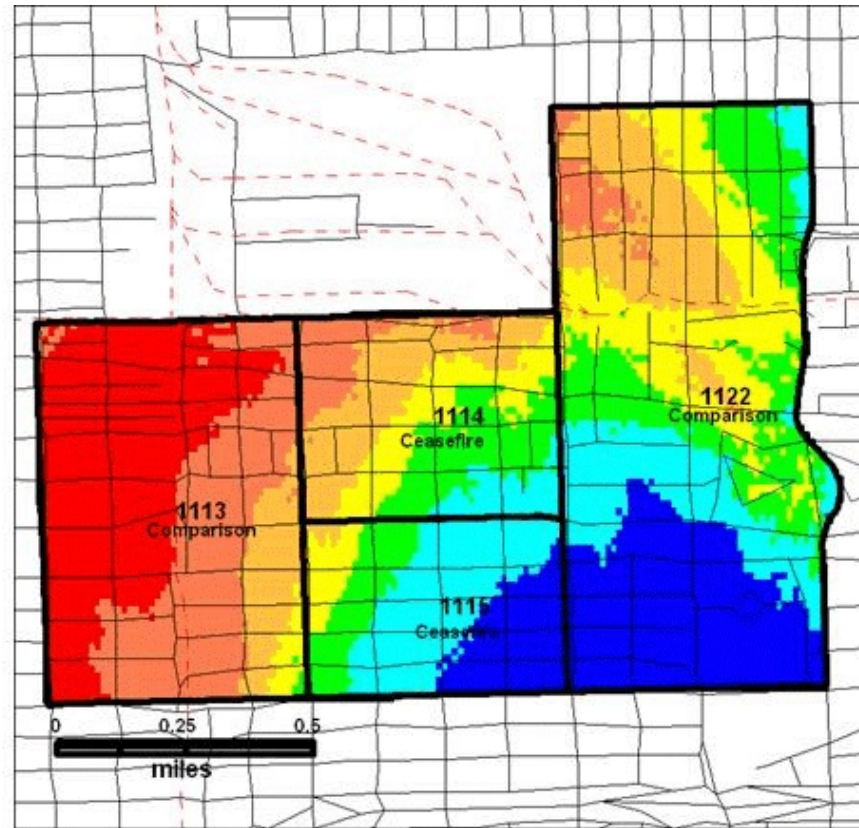 1122
Comparison
1114
Ceasefire
1113
Comparison
1115
Ceasefire
0 0.25 0.5
miles